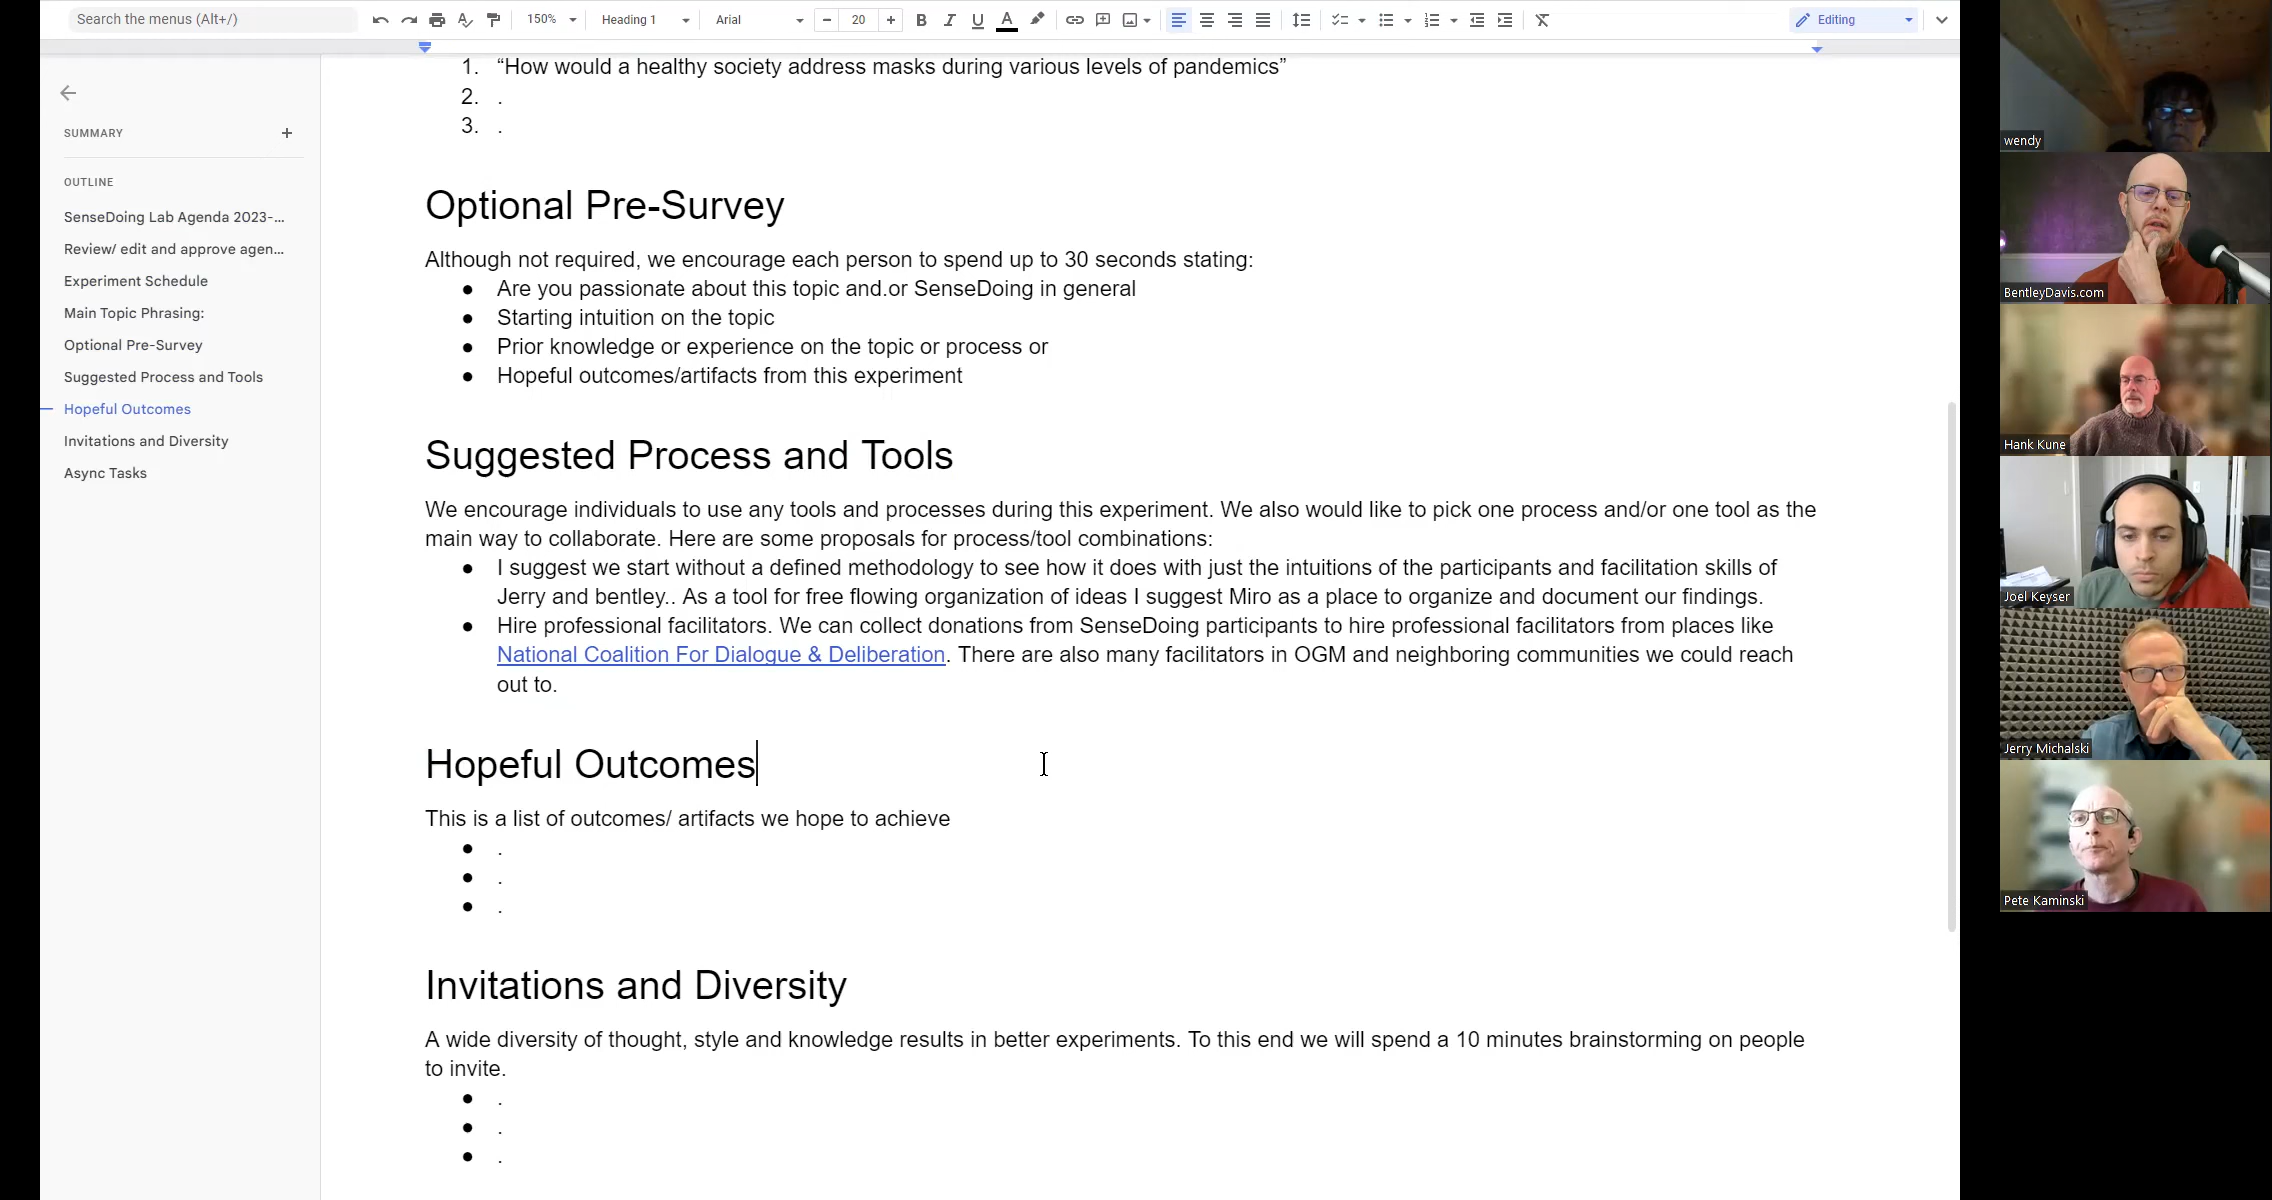 Search the menus (Alt+/)
150%
Heading 1
Arial
20
Editing
SUMMARY
OUTLINE
SenseDoing Lab Agenda 2023-...
Review/ edit and approve agen...
Experiment Schedule
Main Topic Phrasing:
Optional Pre-Survey
Suggested Process and Tools
Hopeful Outcomes
Invitations and Diversity
Async Tasks
1. “How would a healthy society address masks during various levels of pandemics”
2. .
3. .
Optional Pre-Survey
Although not required, we encourage each person to spend up to 30 seconds stating:
● Are you passionate about this topic and.or SenseDoing in general
● Starting intuition on the topic
● Prior knowledge or experience on the topic or process or
● Hopeful outcomes/artifacts from this experiment
Suggested Process and Tools
We encourage individuals to use any tools and processes during this experiment. We also would like to pick one process and/or one tool as the
main way to collaborate. Here are some proposals for process/tool combinations:
● I suggest we start without a defined methodology to see how it does with just the intuitions of the participants and facilitation skills of
Jerry and bentley.. As a tool for free flowing organization of ideas I suggest Miro as a place to organize and document our findings.
● Hire professional facilitators. We can collect donations from SenseDoing participants to hire professional facilitators from places like
National Coalition For Dialogue & Deliberation. There are also many facilitators in OGM and neighboring communities we could reach
out to.
Hopeful Outcomes
This is a list of outcomes/ artifacts we hope to achieve
● .
● .
● .
Invitations and Diversity
A wide diversity of thought, style and knowledge results in better experiments. To this end we will spend a 10 minutes brainstorming on people
to invite.
● .
● .
● .
wendy
BentleyDavis.com
Hank Kune
Joel Keyser
Jerry Michalski
Pete Kaminski